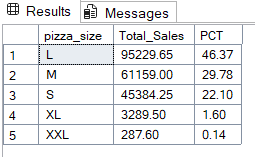 Results Messages
pizza_size Total_Sales PCT
1 L 95229.65 46.37
2 M 61159.00 29.78
3 S 45384.25 22.10
4 XL 3289.50 1.60
5 XXL 287.60 0.14